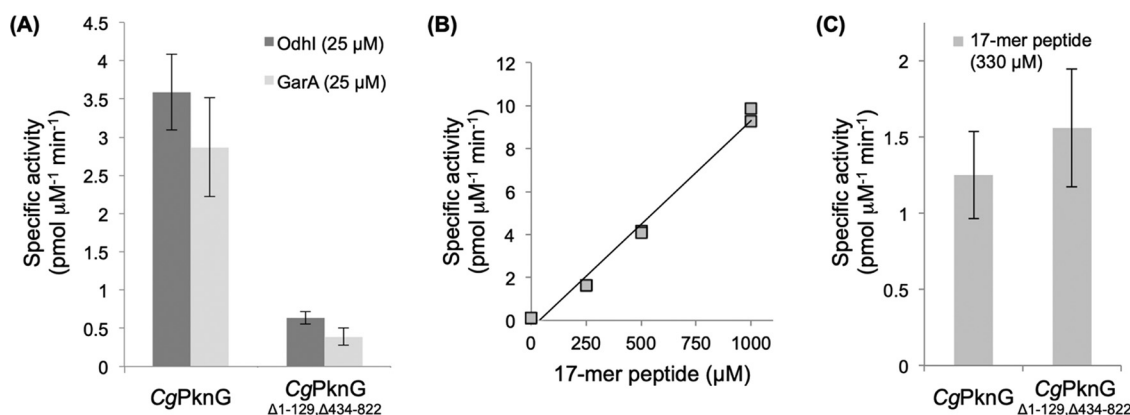 (A)
Specific activity
(pmol µM⁻¹ min⁻¹)
4.5
4
3.5
3
2.5
2
1.5
1
0.5
0
OdhI (25 µM)
GarA (25 µM)
CgPknG
CgPknG
Δ1-129,Δ434-822
(B)
Specific activity
(pmol µM⁻¹ min⁻¹)
12
10
8
6
4
2
0
0 250 500 750 1000
17-mer peptide (µM)
(C)
Specific activity
(pmol µM⁻¹ min⁻¹)
2
1.5
1
0.5
0
17-mer peptide
(330 µM)
CgPknG
CgPknG
Δ1-129,Δ434-822